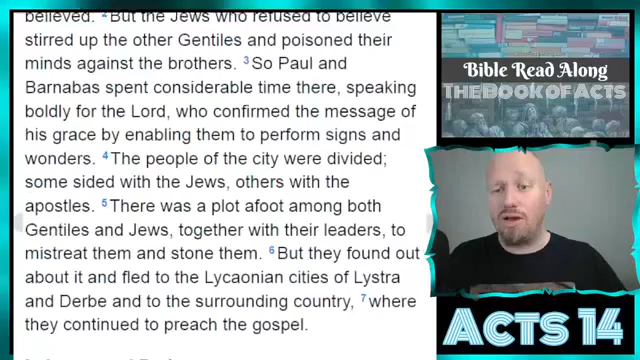 believed. 2 But the Jews who refused to believe
stirred up the other Gentiles and poisoned their
minds against the brothers. 3 So Paul and
Barnabas spent considerable time there, speaking
boldly for the Lord, who confirmed the message of
his grace by enabling them to perform signs and
wonders. 4 The people of the city were divided;
some sided with the Jews, others with the
apostles. 5 There was a plot afoot among both
Gentiles and Jews, together with their leaders, to
mistreat them and stone them. 6 But they found out
about it and fled to the Lycaonian cities of Lystra
and Derbe and to the surrounding country, 7 where
they continued to preach the gospel.
Bible Read Along
The Book of Acts
Acts 14